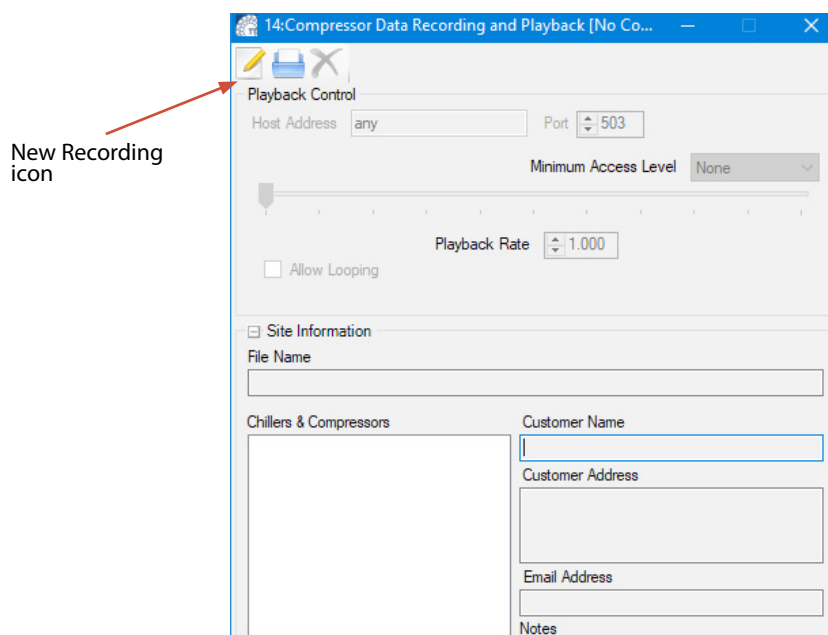 14:Compressor Data Recording and Playback [No Co...
Playback Control
Host Address any Port 503
New Recording
icon
Minimum Access Level None
Playback Rate 1.000
Allow Looping
Site Information
File Name
Chillers & Compressors Customer Name
Customer Address
Email Address
Notes